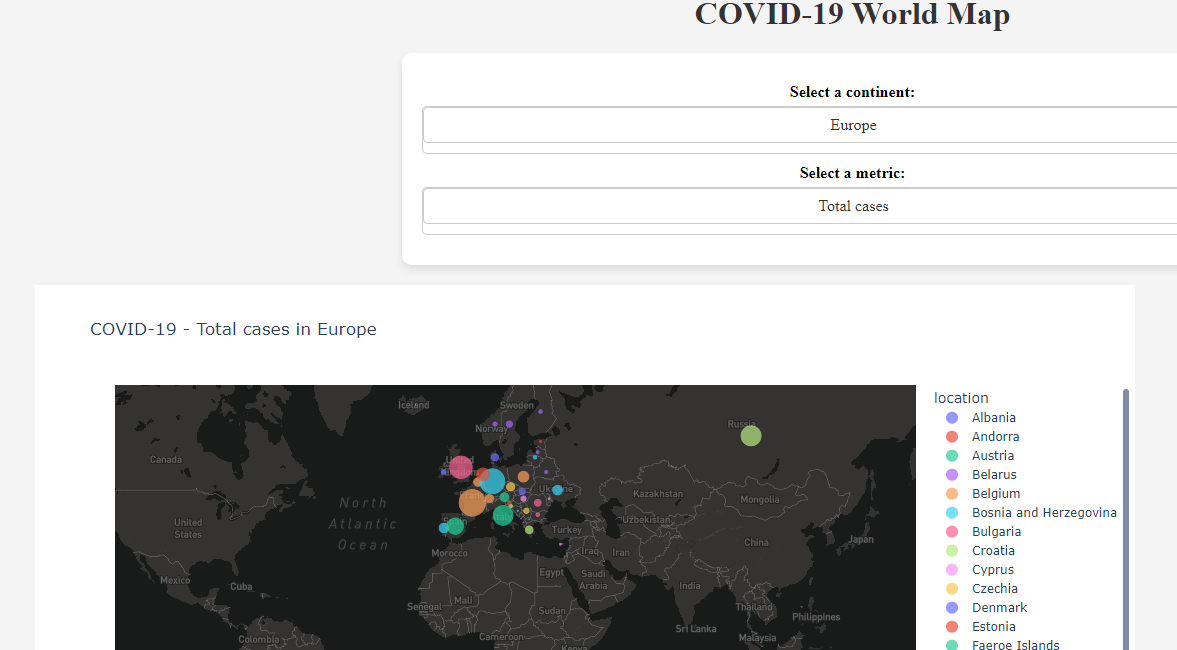 COVID-19 World Map
Select a continent:
Europe
Select a metric:
Total cases
COVID-19 - Total cases in Europe
Iceland
Sweden
Norway
Russia
Canada
United
North
Atlantic
Ocean
Kazakhstan
Mongolia
United
States
Uzbekistan
Turkey
China
Japan
Morocco
Iraq
Iran
Mexico
Cuba
Egypt
Saudi
Arabia
India
Senegal
Mali
Sudan
Thailand
Philippines
Sri Lanka
Colombia
Cameroon
Malaysia
Kenya
location
Albania
Andorra
Austria
Belarus
Belgium
Bosnia and Herzegovina
Bulgaria
Croatia
Cyprus
Czechia
Denmark
Estonia
Faeroe Islands